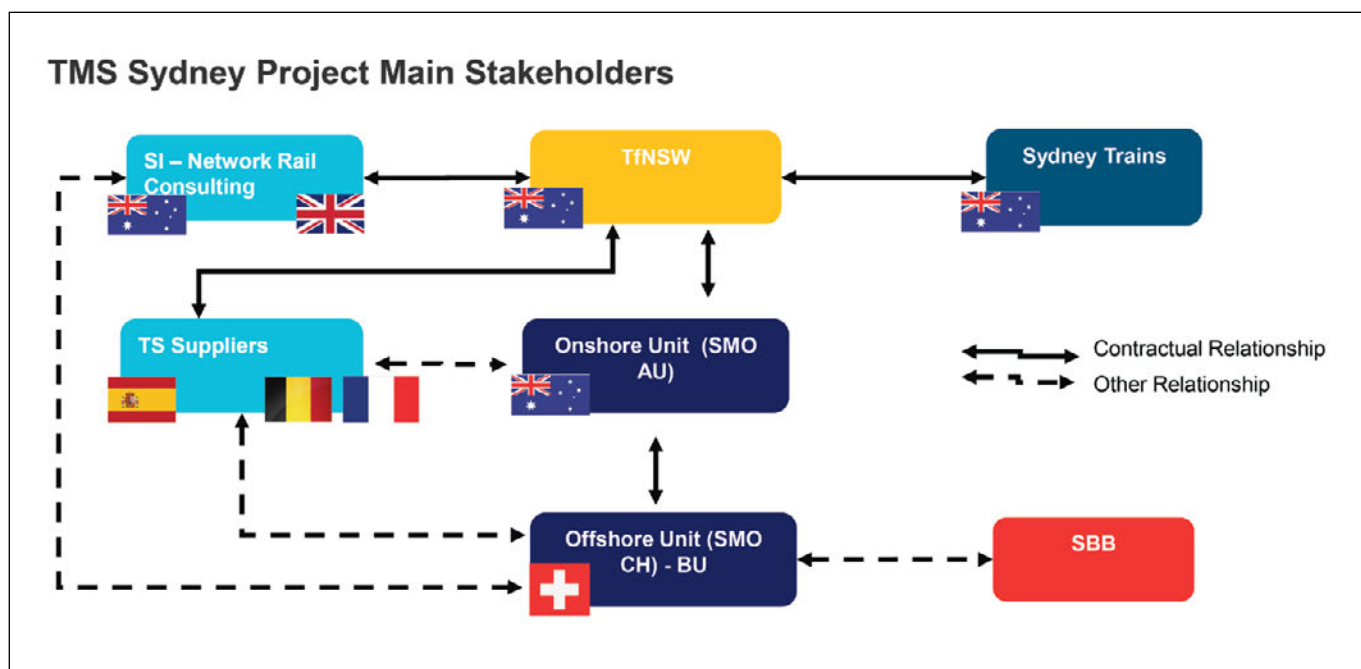 TMS Sydney Project Main Stakeholders
SI – Network Rail
Consulting
TfNSW
Sydney Trains
TS Suppliers
Onshore Unit (SMO
AU)
Contractual Relationship
Other Relationship
Offshore Unit (SMO
CH) - BU
SBB